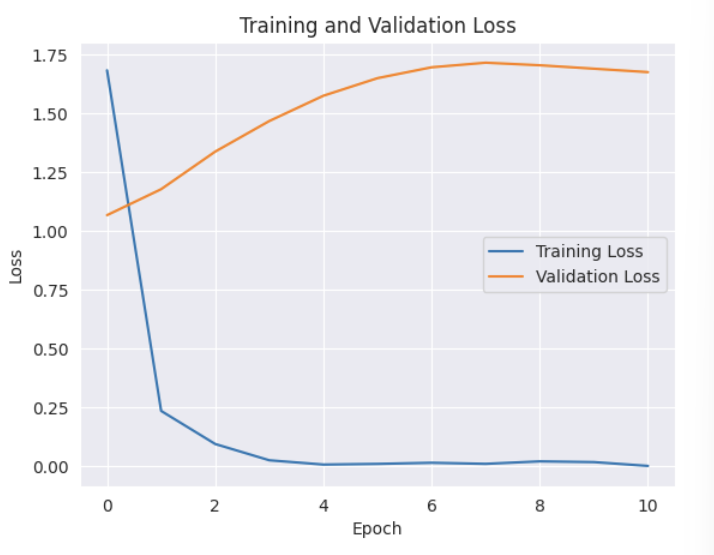 Training and Validation Loss
1.75
1.50
1.25
1.00
0.75
0.50
0.25
0.00
Loss
Training Loss
Validation Loss
0 2 4 6 8 10
Epoch